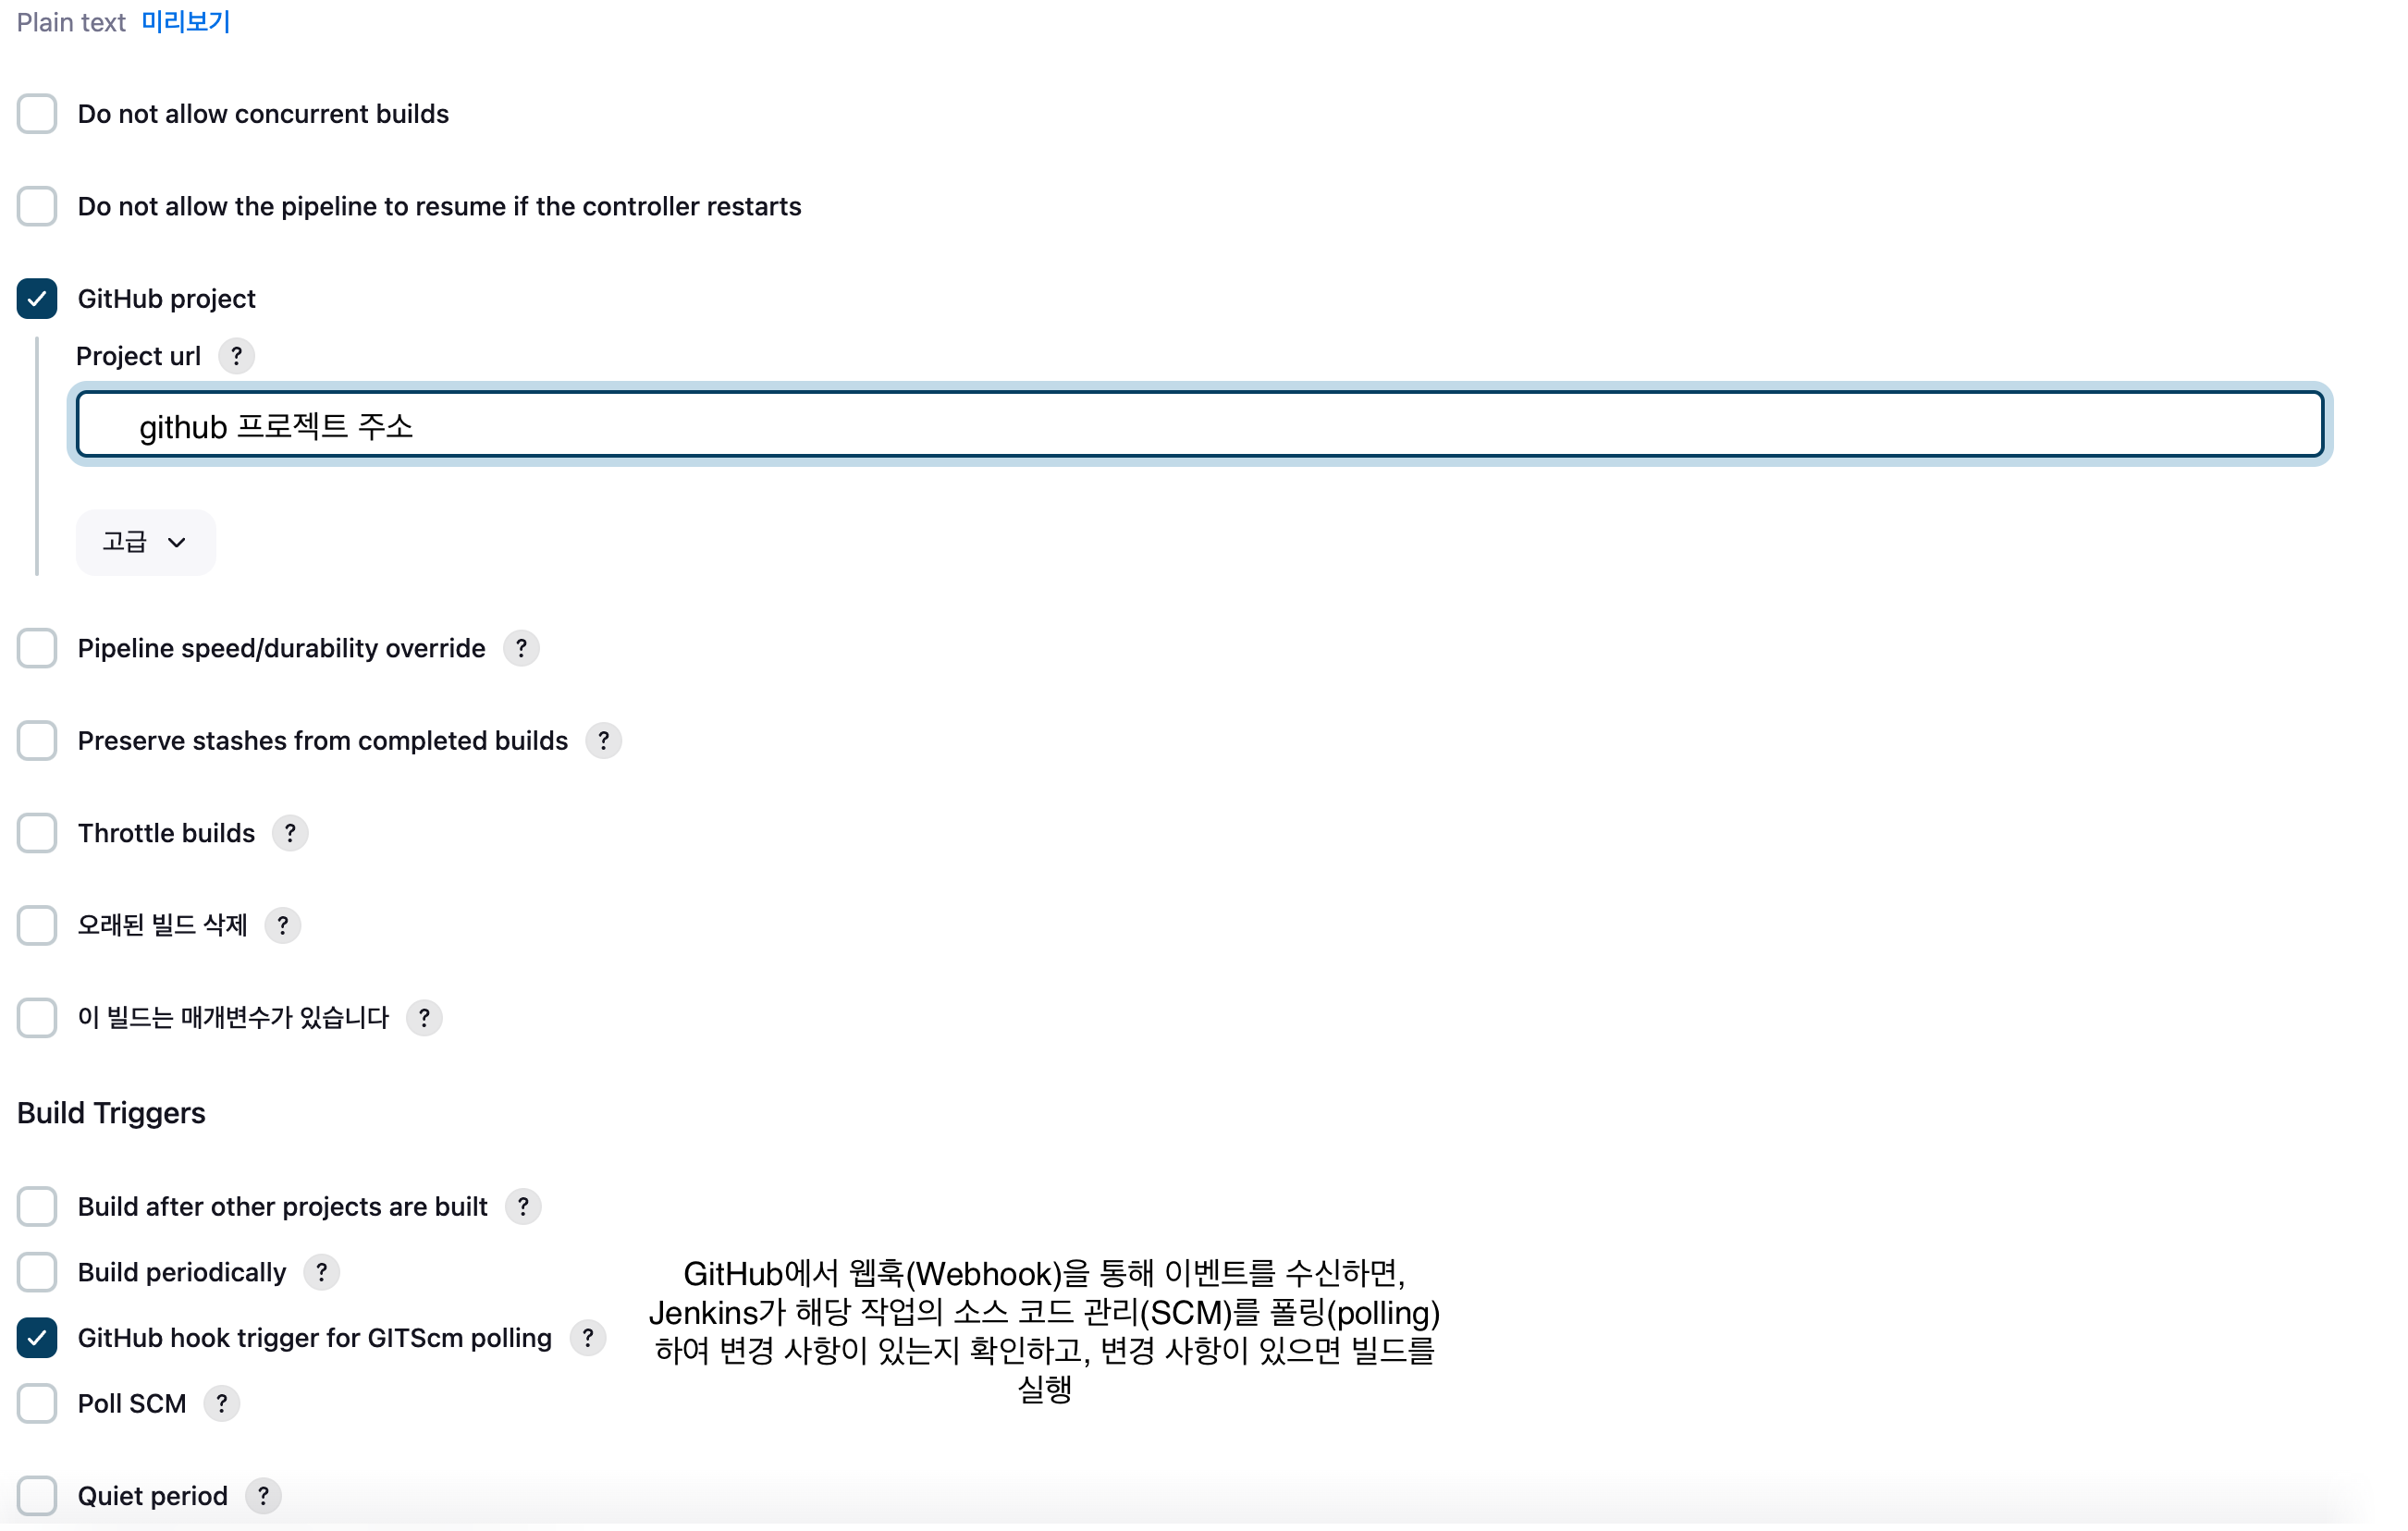 Plain text 미리보기
Do not allow concurrent builds
Do not allow the pipeline to resume if the controller restarts
GitHub project
Project url ?
github 프로젝트 주소
고급
Pipeline speed/durability override ?
Preserve stashes from completed builds ?
Throttle builds ?
오래된 빌드 삭제 ?
이 빌드는 매개변수가 있습니다 ?
Build Triggers
Build after other projects are built ?
Build periodically ?
GitHub hook trigger for GITScm polling ?
GitHub에서 웹훅(Webhook)을 통해 이벤트를 수신하면,
Jenkins가 해당 작업의 소스 코드 관리(SCM)를 폴링(polling)
하여 변경 사항이 있는지 확인하고, 변경 사항이 있으면 빌드를
실행
Poll SCM ?
Quiet period ?